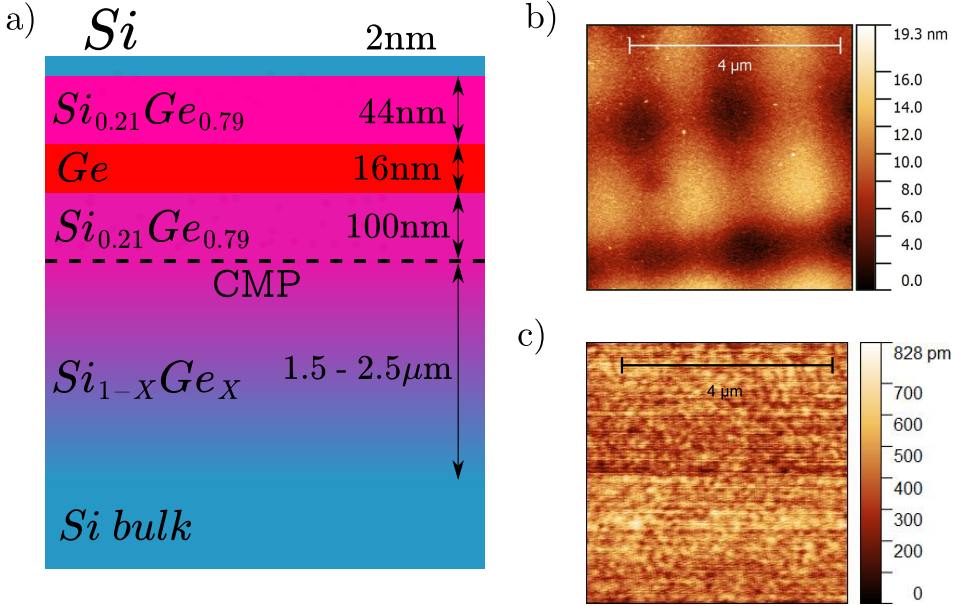 a)
Si 2nm
Si0.21Ge0.79 44nm
Ge 16nm
Si0.21Ge0.79 100nm
CMP
Si1−XGeX 1.5 - 2.5μm
Si bulk
b)
4 μm
19.3 nm
16.0
14.0
12.0
10.0
8.0
6.0
4.0
0.0
c)
4 μm
828 pm
700
600
500
400
300
200
0